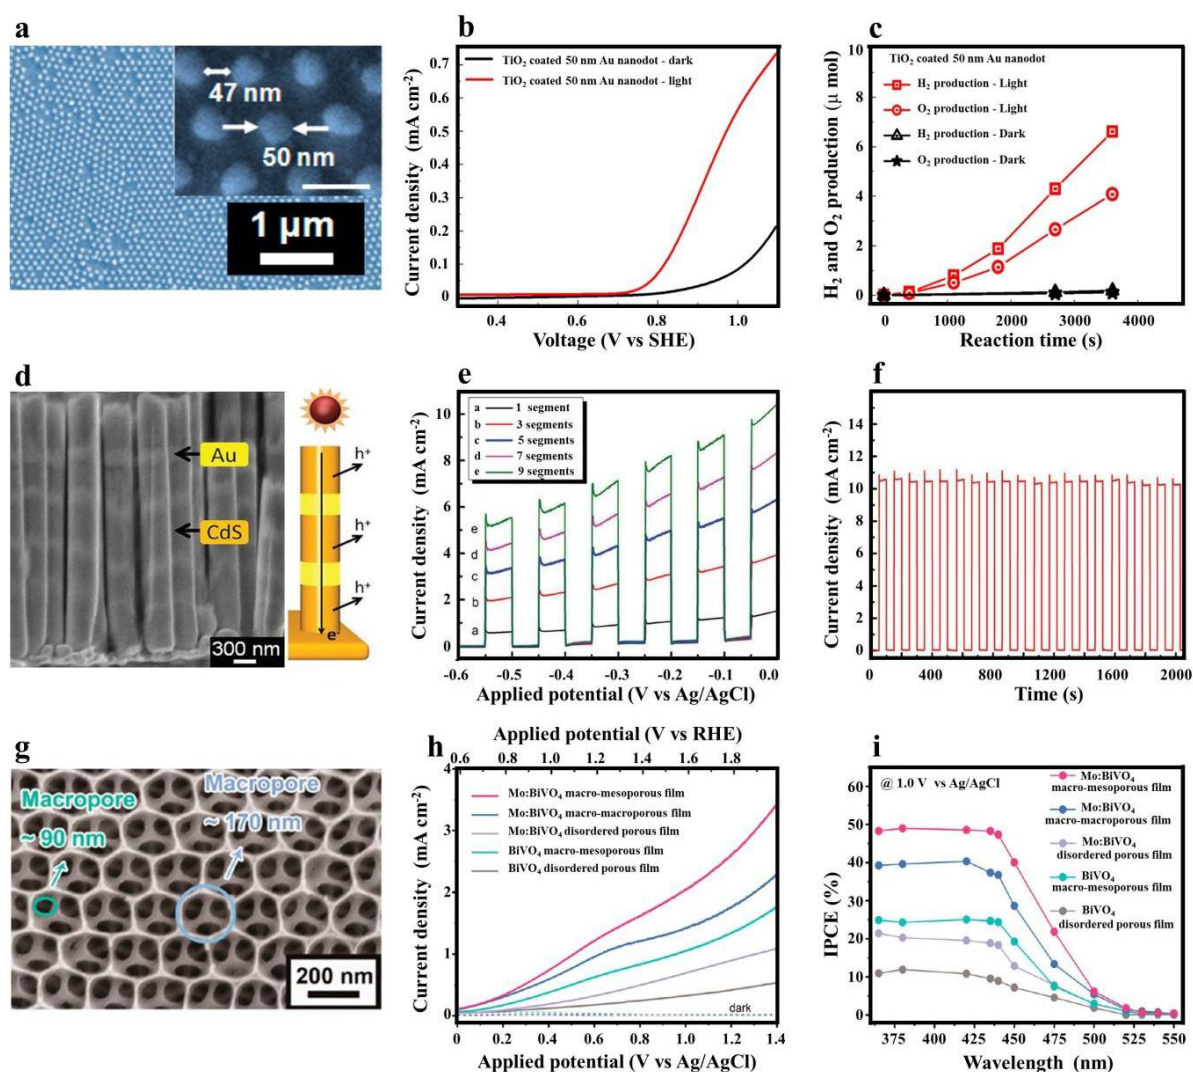 a
47 nm
50 nm
1 μm
b
TiO2 coated 50 nm Au nanodot - dark
TiO2 coated 50 nm Au nanodot - light
Current density (mA cm-2)
0.7
0.6
0.5
0.4
0.3
0.2
0.1
0
0.4 0.6 0.8 1.0
Voltage (V vs SHE)
c
TiO2 coated 50 nm Au nanodot
H2 production - Light
O2 production - Light
H2 production - Dark
O2 production - Dark
H2 and O2 production (μ mol)
10
8
6
4
2
0
0 1000 2000 3000 4000
Reaction time (s)
d
Au
CdS
300 nm
h+
h+
h+
e-
e
a 1 segment
b 3 segments
c 5 segments
d 7 segments
e 9 segments
Current density (mA cm-2)
10
8
6
4
2
0
e
d
c
b
a
-0.6 -0.5 -0.4 -0.3 -0.2 -0.1 0.0
Applied potential (V vs Ag/AgCl)
f
Current density (mA cm-2)
14
12
10
8
6
4
2
0
0 400 800 1200 1600 2000
Time (s)
g
Macropore
~ 90 nm
Macropore
~ 170 nm
200 nm
h
Applied potential (V vs RHE)
0.6 0.8 1.0 1.2 1.4 1.6 1.8
Mo:BiVO4 macro-mesoporous film
Mo:BiVO4 macro-macroporous film
Mo:BiVO4 disordered porous film
BiVO4 macro-mesoporous film
BiVO4 disordered porous film
Current density (mA cm-2)
4
3
2
1
0
dark
0 0.2 0.4 0.6 0.8 1.0 1.2 1.4
Applied potential (V vs Ag/AgCl)
i
@ 1.0 V vs Ag/AgCl
Mo:BiVO4
macro-mesoporous film
Mo:BiVO4
macro-macroporous film
Mo:BiVO4
disordered porous film
BiVO4
macro-mesoporous film
BiVO4
disordered porous film
IPCE (%)
60
50
40
30
20
10
0
375 400 425 450 475 500 525 550
Wavelength (nm)